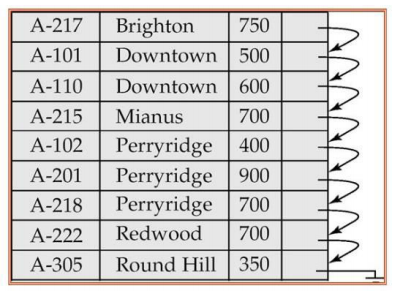 A-217 Brighton 750
A-101 Downtown 500
A-110 Downtown 600
A-215 Mianus 700
A-102 Perryridge 400
A-201 Perryridge 900
A-218 Perryridge 700
A-222 Redwood 700
A-305 Round Hill 350